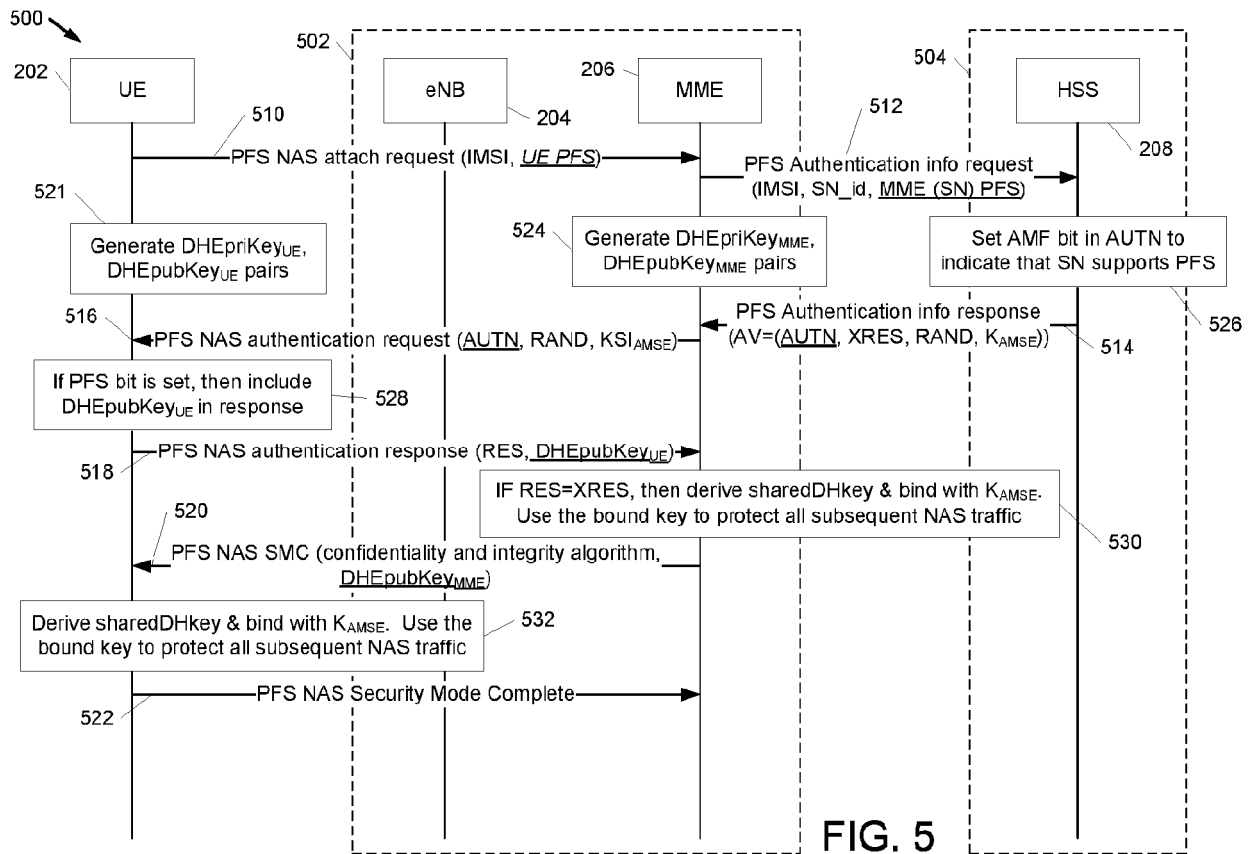 500
502
504
202
UE
eNB
204
206
MME
HSS
208
510
PFS NAS attach request (IMSI, UE PFS)
512
PFS Authentication info request
(IMSI, SN_id, MME (SN) PFS)
521
Generate DHEpriKeyUE,
DHEpubKeyUE pairs
524
Generate DHEpriKeyMME,
DHEpubKeyMME pairs
Set AMF bit in AUTN to
indicate that SN supports PFS
526
PFS Authentication info response
(AV=(AUTN, XRES, RAND, KAMSE))
514
516
PFS NAS authentication request (AUTN, RAND, KSIAMSE)
If PFS bit is set, then include
DHEpubKeyUE in response
528
PFS NAS authentication response (RES, DHEpubKeyUE)
518
IF RES=XRES, then derive sharedDHkey & bind with KAMSE.
Use the bound key to protect all subsequent NAS traffic
530
520
PFS NAS SMC (confidentiality and integrity algorithm,
DHEpubKeyMME)
Derive sharedDHkey & bind with KAMSE. Use the
bound key to protect all subsequent NAS traffic
532
PFS NAS Security Mode Complete
522
FIG. 5